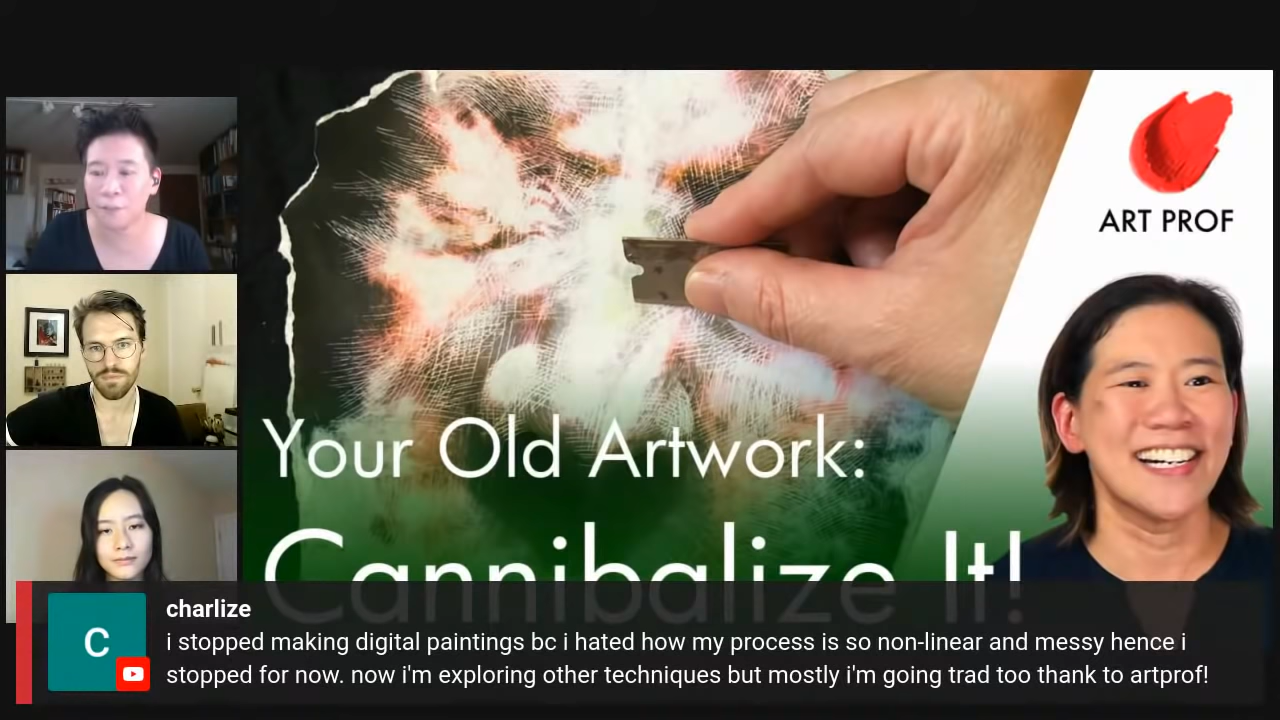 ART PROF
Your Old Artwork:
Cannibalize It!
C
charlize
i stopped making digital paintings bc i hated how my process is so non-linear and messy hence i
stopped for now. now i'm exploring other techniques but mostly i'm going trad too thank to artprof!